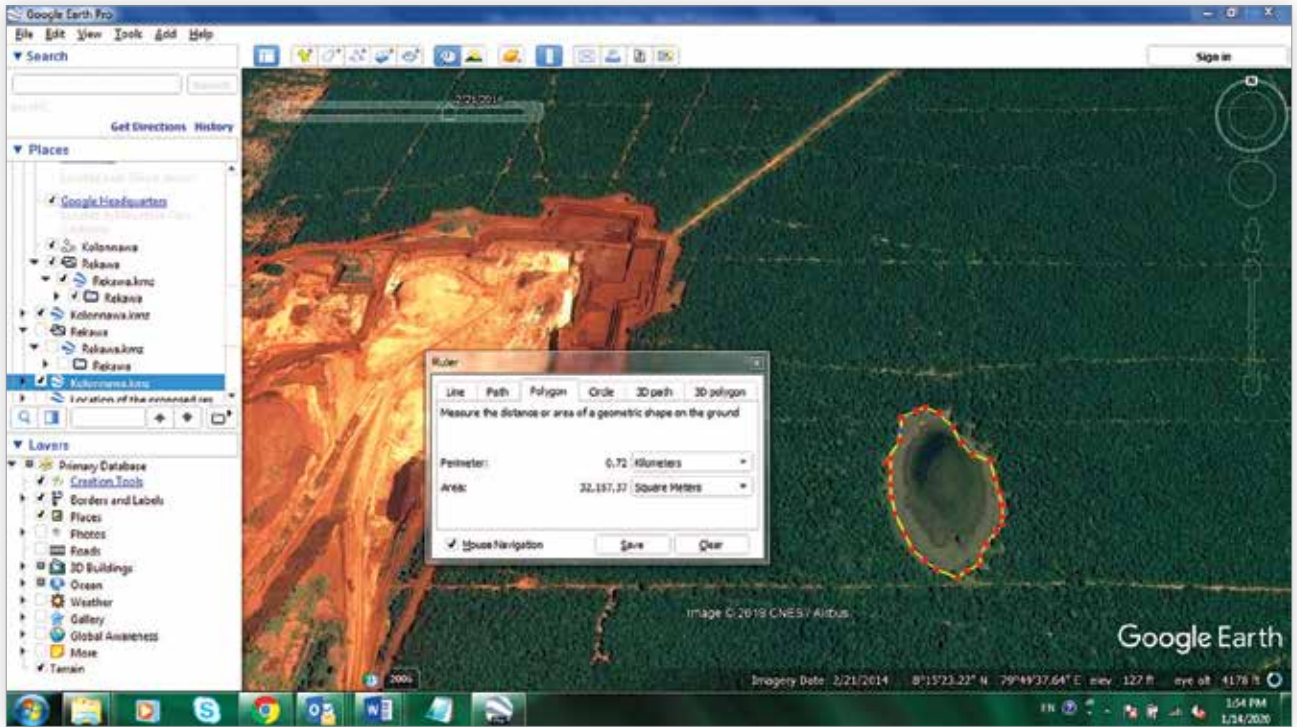 Google Earth Pro
File Edit View Tools Add Help
Search
Sign in
2/21/2014
Get Directions History
Places
Google Headquarters
Kolonnawa
Rekawa
Rekawa.kmz
Rekawa
Kolonnawa.kmz
Rekawa
Rekawa.kmz
Rekawa
Kolonnawa.kmz
Location of the proposed
Ruler
Line Path Polygon Circle 3D path 3D polygon
Measure the distance or area of a geometric shape on the ground
Perimeter: 0.72 Kilometers
Area: 32,167.37 Square Meters
Mouse Navigation Save Clear
Layers
Primary Database
Creation Tools
Borders and Labels
Places
Photos
Roads
3D Buildings
Ocean
Weather
Gallery
Global Awareness
More
Terrain
Image © 2019 CNES / Airbus
Google Earth
2006
Imagery Date: 2/21/2014 8°15'23.22" N 79°49'37.64" E elev 127 ft eye alt 4178 ft
EN
1:54 PM
1/14/2020